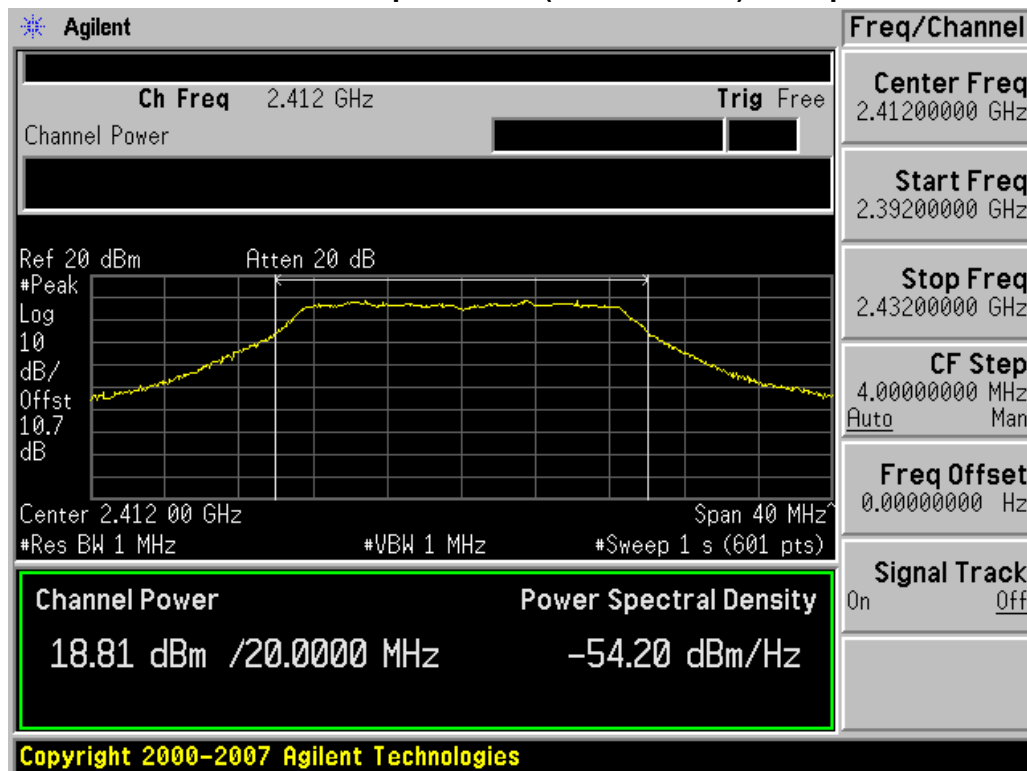 Agilent
Freq/Channel
Ch Freq 2.412 GHz Trig Free
Channel Power
Center Freq
2.41200000 GHz
Start Freq
2.39200000 GHz
Stop Freq
2.43200000 GHz
CF Step
4.00000000 MHz
Auto Man
Freq Offset
0.00000000 Hz
Signal Track
On Off
Ref 20 dBm Atten 20 dB
#Peak
Log
10
dB/
Offst
10.7
dB
Center 2.412 00 GHz Span 40 MHz^
#Res BW 1 MHz #VBW 1 MHz #Sweep 1 s (601 pts)
Channel Power Power Spectral Density
18.81 dBm /20.0000 MHz -54.20 dBm/Hz
Copyright 2000-2007 Agilent Technologies